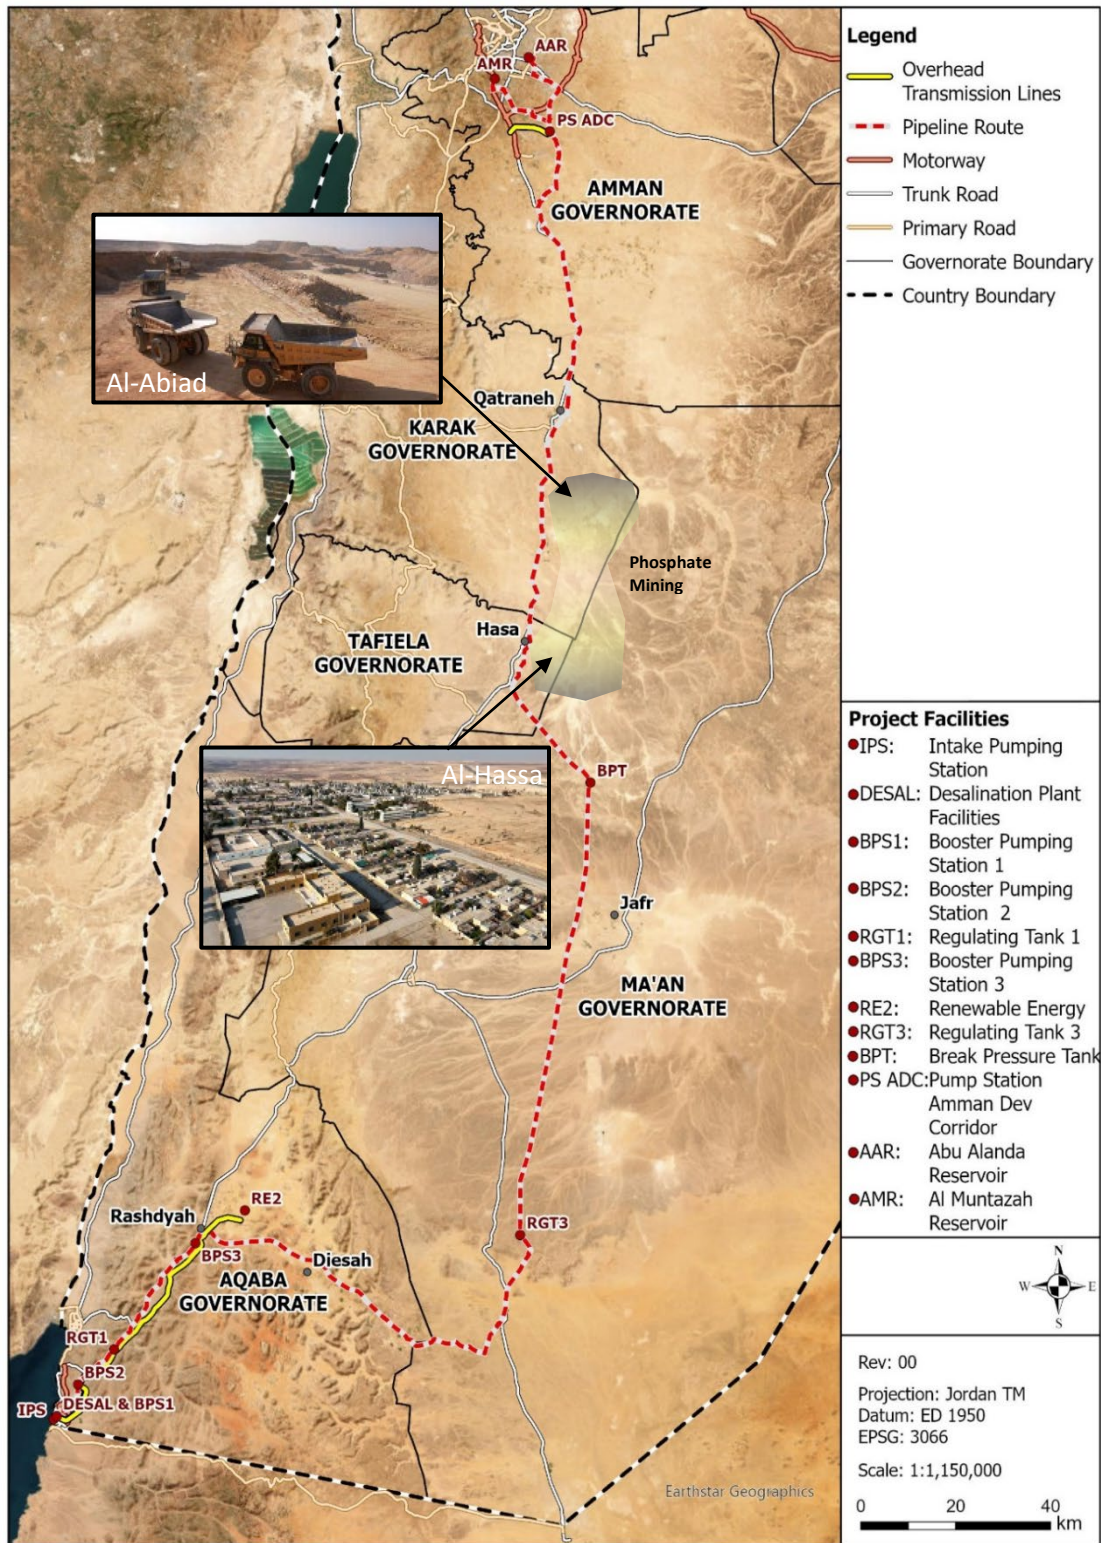 AAR
AMR
PS ADC
AMMAN
GOVERNORATE
Al-Abiad
Qatraneh
KARAK
GOVERNORATE
Phosphate
Mining
Hasa
TAFIELA
GOVERNORATE
Al-Hassa
BPT
Jafr
MA'AN
GOVERNORATE
RE2
Rashdyah
BPS3
RGT3
Diesah
AQABA
GOVERNORATE
RGT1
BPS2
DESAL & BPS1
IPS
Earthstar Geographics
Legend
Overhead
Transmission Lines
Pipeline Route
Motorway
Trunk Road
Primary Road
Governorate Boundary
Country Boundary
Project Facilities
IPS: Intake Pumping
Station
DESAL: Desalination Plant
Facilities
BPS1: Booster Pumping
Station 1
BPS2: Booster Pumping
Station 2
RGT1: Regulating Tank 1
BPS3: Booster Pumping
Station 3
RE2: Renewable Energy
RGT3: Regulating Tank 3
BPT: Break Pressure Tank
PS ADC: Pump Station
Amman Dev
Corridor
AAR: Abu Alanda
Reservoir
AMR: Al Muntazah
Reservoir
N
W E
S
Rev: 00
Projection: Jordan TM
Datum: ED 1950
EPSG: 3066
Scale: 1:1,150,000
0 20 40
km